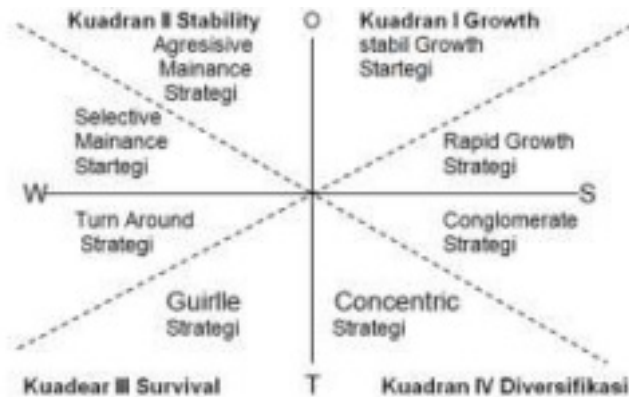 Kuadran II Stability
O
Kuadran I Growth
Agresisive
Mainance
Strategi
stabil Growth
Startegi
Selective
Mainance
Startegi
Rapid Growth
Strategi
W
S
Turn Around
Strategi
Conglomerate
Strategi
Guirlle
Strategi
Concentric
Strategi
Kuadear III Survival
T
Kuadran IV Diversifikasi